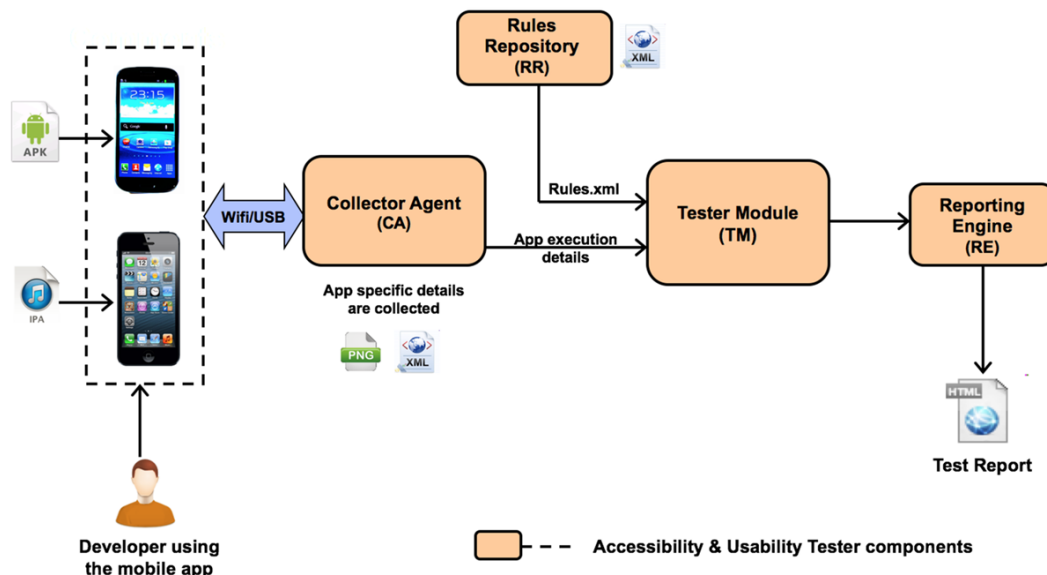 Rules
Repository
(RR)
XML
23:15
APK
Wifi/USB
Collector Agent
(CA)
Rules.xml
App execution
details
Tester Module
(TM)
Reporting
Engine
(RE)
IPA
App specific details
are collected
PNG
XML
HTML
Test Report
Developer using
the mobile app
Accessibility & Usability Tester components